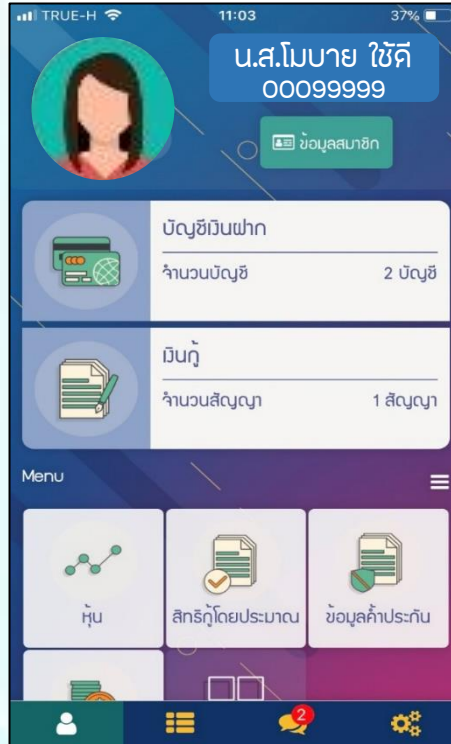 TRUE-H 11:03 37%
น.ส.โมบาย ใช้ดี
00099999
ข้อมูลสมาชิก
บัญชีเงินฝาก
จำนวนบัญชี 2 บัญชี
เงินกู้
จำนวนสัญญา 1 สัญญา
Menu
หุ้น สิทธิกู้โดยประมาณ ข้อมูลค้ำประกัน
2